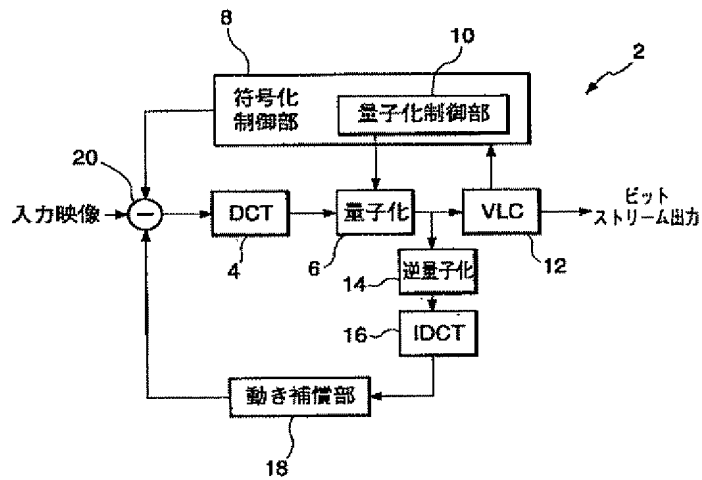 8
10
2
符号化
制御部
量子化制御部
20
入力映像
−
DCT
量子化
VLC
ビット
ストリーム出力
4
6
12
14
逆量子化
16
IDCT
動き補償部
18